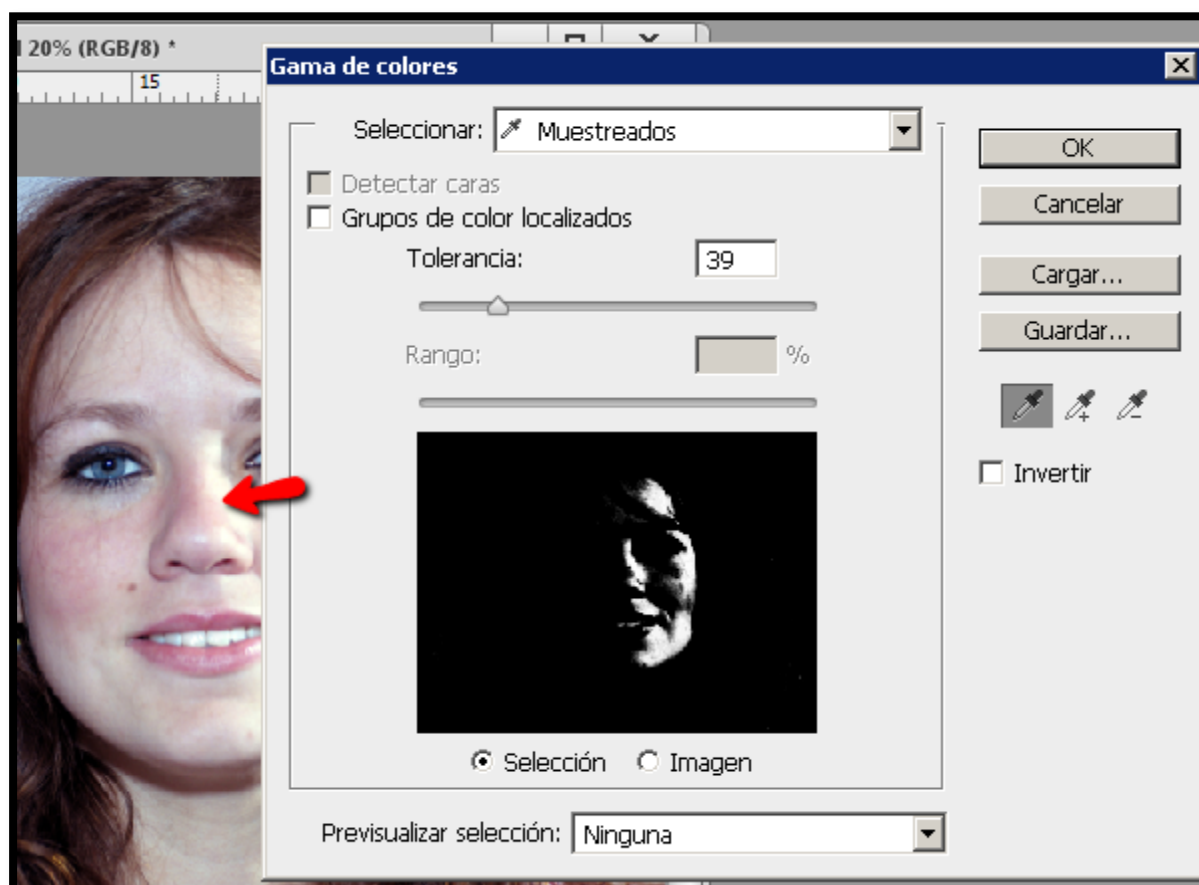 20% (RGB/8) *
15
Gama de colores
Seleccionar: Muestreados
Detectar caras
Grupos de color localizados
Tolerancia: 39
Rango: %
Selección Imagen
Previsualizar selección: Ninguna
OK
Cancelar
Cargar...
Guardar...
Invertir